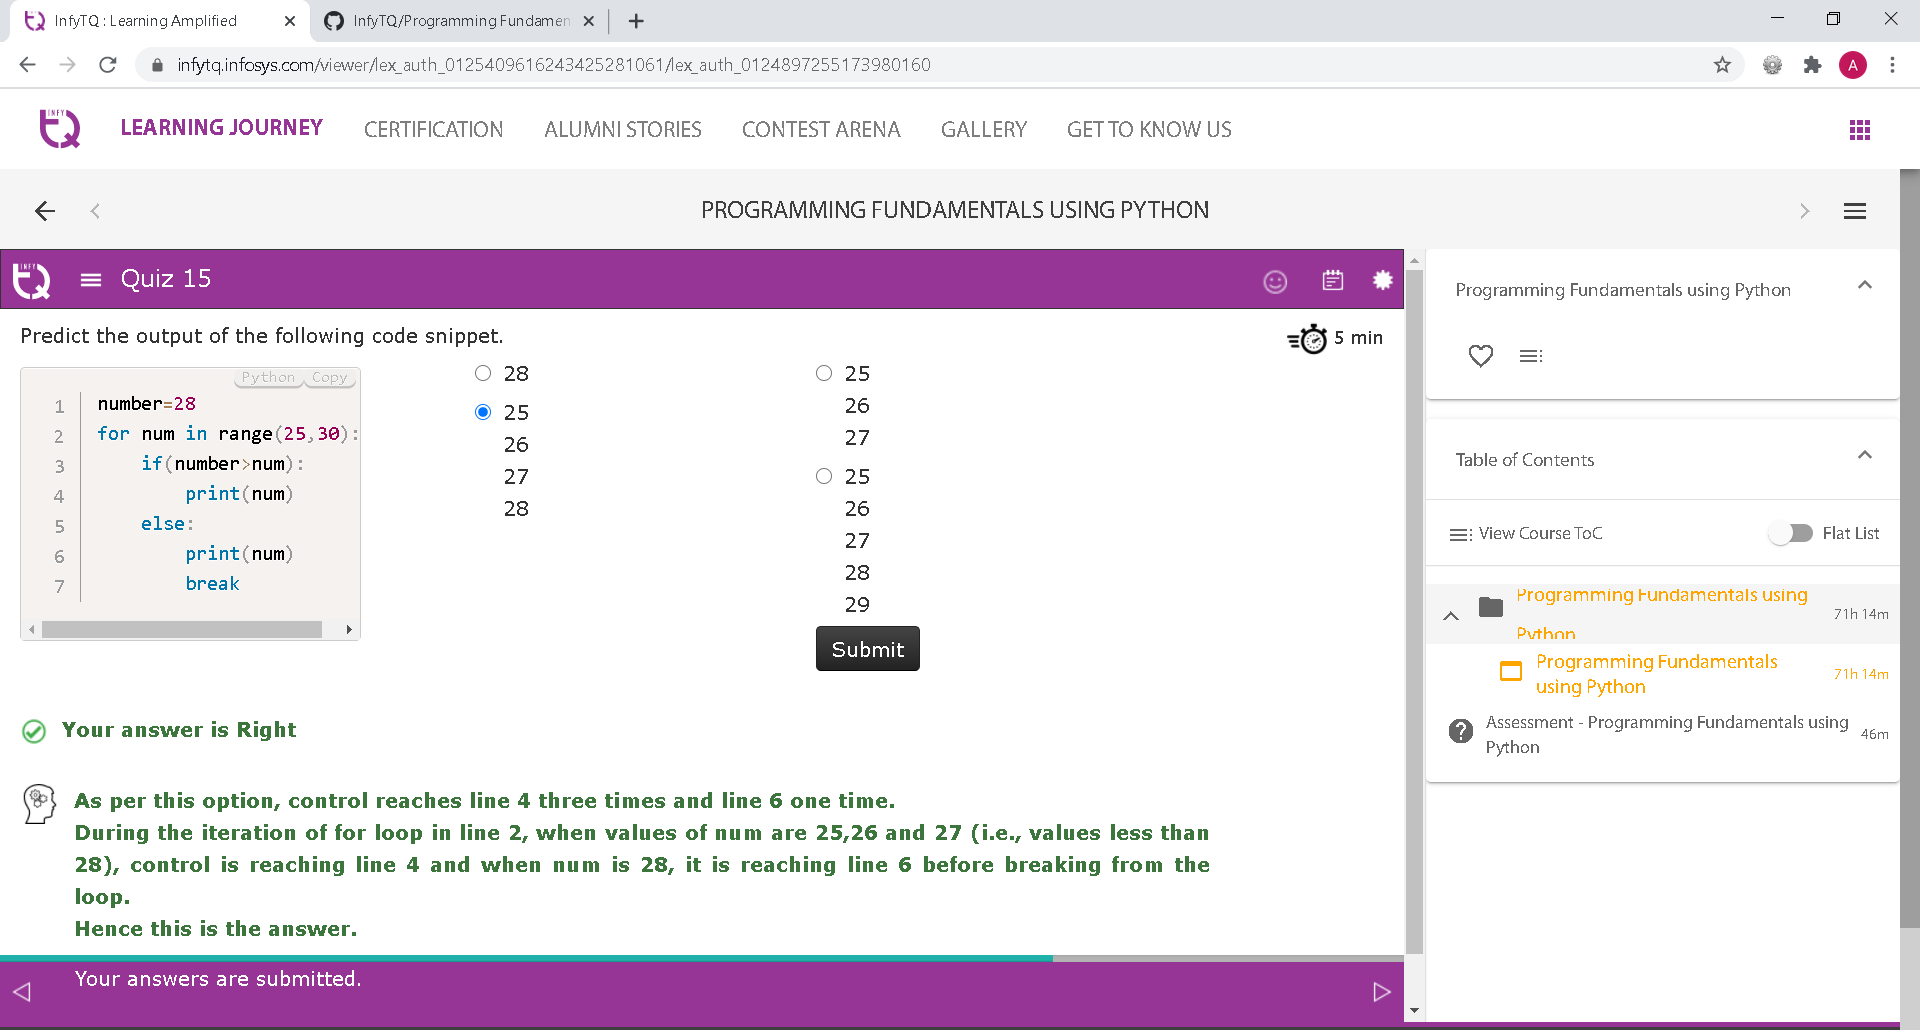 InfyTQ : Learning Amplified
InfyTQ/Programming Fundamen
infytq.infosys.com/viewer/lex_auth_0125409616243425281061/lex_auth_0124897255173980160
A
INFY
TQ
LEARNING JOURNEY
CERTIFICATION
ALUMNI STORIES
CONTEST ARENA
GALLERY
GET TO KNOW US
PROGRAMMING FUNDAMENTALS USING PYTHON
INFY
TQ
Quiz 15
Predict the output of the following code snippet.
5 min
Python
Copy
1 number=28
2 for num in range(25,30):
3 if(number>num):
4 print(num)
5 else:
6 print(num)
7 break
28
25
26
27
28
25
26
27
25
26
27
28
29
Submit
Your answer is Right
As per this option, control reaches line 4 three times and line 6 one time.
During the iteration of for loop in line 2, when values of num are 25,26 and 27 (i.e., values less than
28), control is reaching line 4 and when num is 28, it is reaching line 6 before breaking from the
loop.
Hence this is the answer.
Your answers are submitted.
Programming Fundamentals using Python
Table of Contents
View Course ToC
Flat List
Programming Fundamentals using
Python
71h 14m
Programming Fundamentals
using Python
71h 14m
Assessment - Programming Fundamentals using
Python
46m